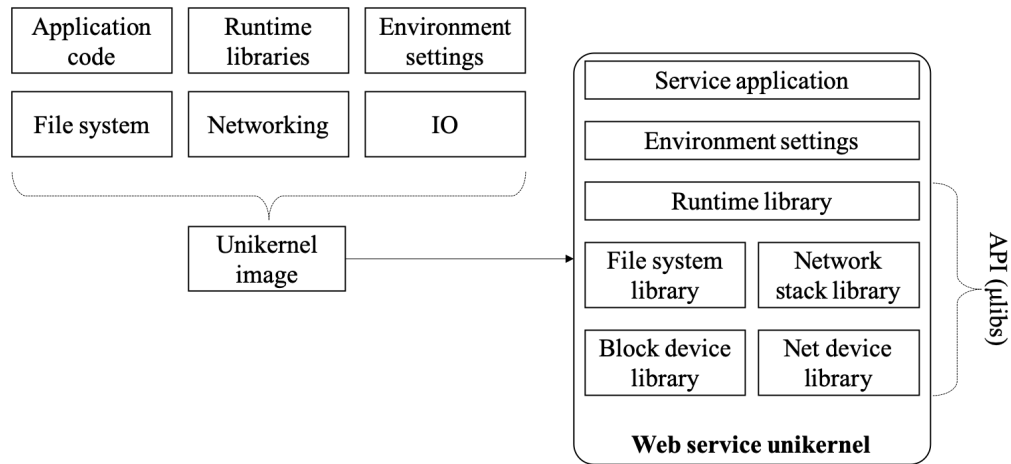 Application
code
Runtime
libraries
Environment
settings
File system
Networking
IO
Unikernel
image
Service application
Environment settings
Runtime library
File system
library
Network
stack library
Block device
library
Net device
library
Web service unikernel
API (μlibs)